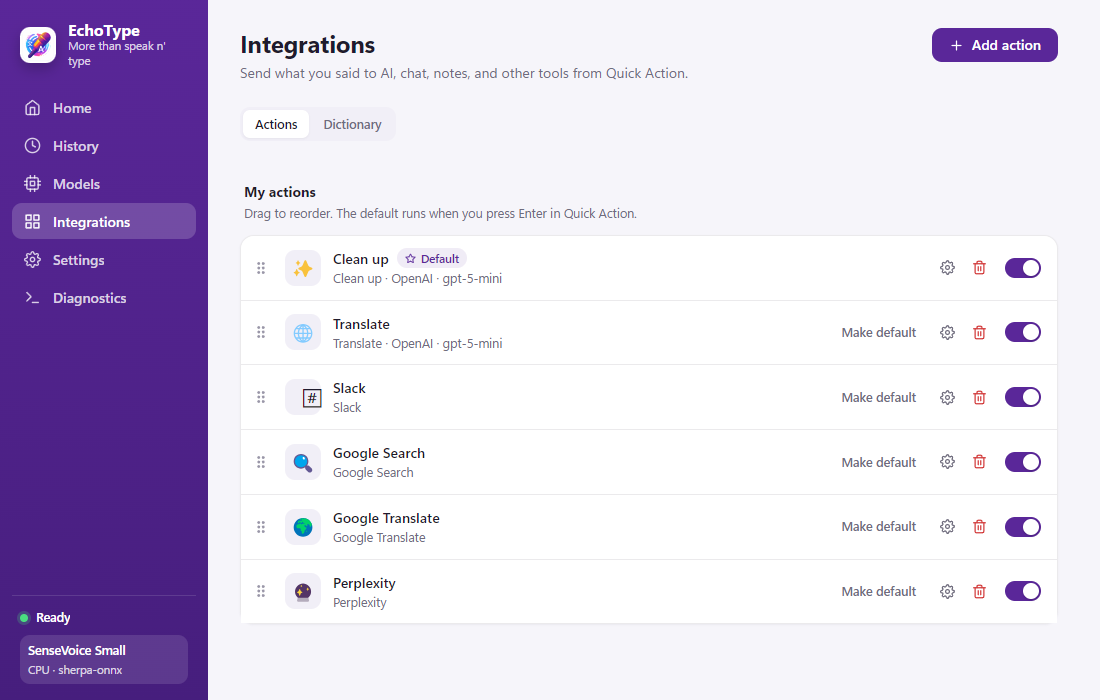 EchoType
More than speak n'
type
Home
History
Models
Integrations
Settings
Diagnostics
Ready
SenseVoice Small
CPU · sherpa-onnx
Integrations
Send what you said to AI, chat, notes, and other tools from Quick Action.
+ Add action
Actions Dictionary
My actions
Drag to reorder. The default runs when you press Enter in Quick Action.
Clean up Default
Clean up · OpenAI · gpt-5-mini
Translate
Translate · OpenAI · gpt-5-mini
Make default
#
Slack
Slack
Make default
Google Search
Google Search
Make default
Google Translate
Google Translate
Make default
Perplexity
Perplexity
Make default